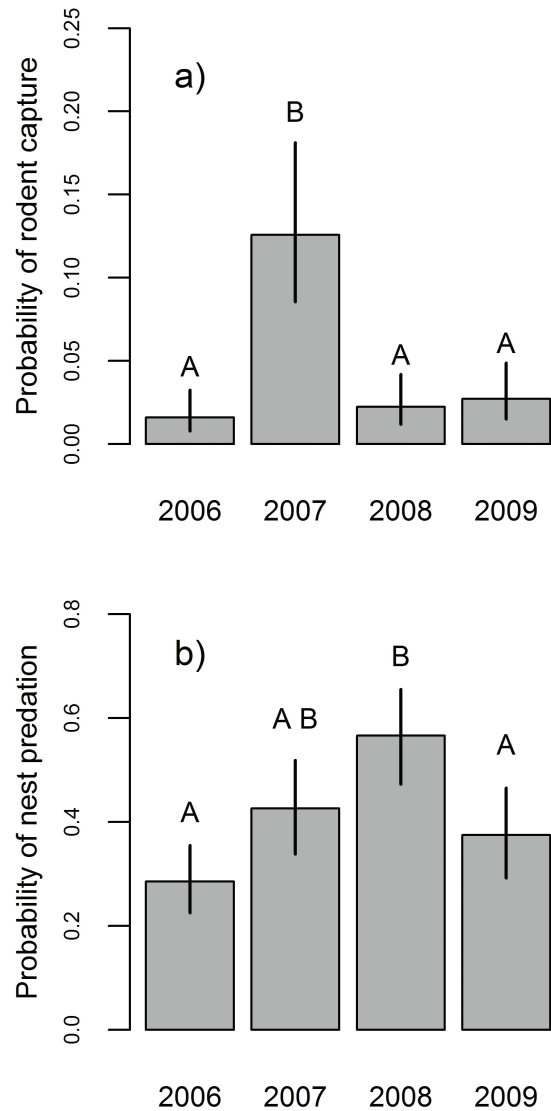 a)
Probability of rodent capture
0.25
0.20
0.15
0.10
0.05
0.00
A
B
A
A
2006 2007 2008 2009
b)
Probability of nest predation
0.8
0.6
0.4
0.2
0.0
A
A B
B
A
2006 2007 2008 2009